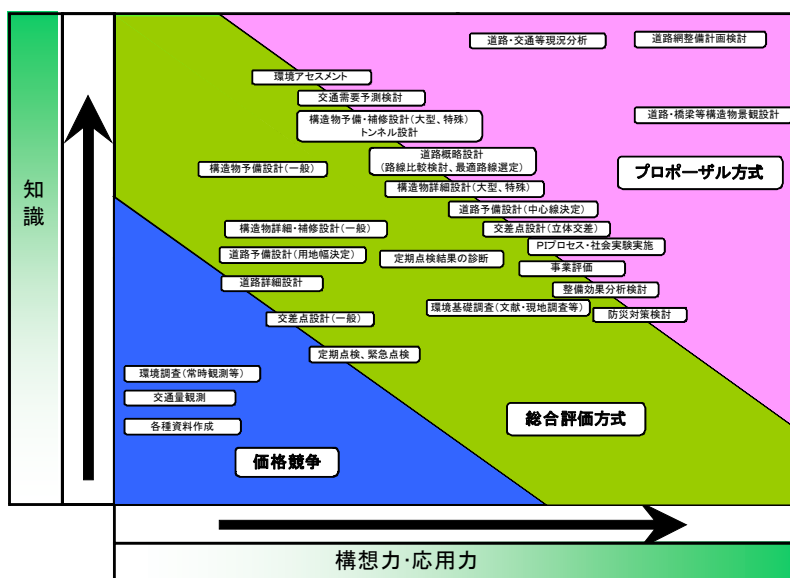 道路・交通等現況分析
道路網整備計画検討
環境アセスメント
交通需要予測検討
構造物予備・補修設計(大型、特殊)
トンネル設計
道路・橋梁等構造物景観設計
道路概略設計
(路線比較検討、最適路線選定)
構造物予備設計(一般)
プロポーザル方式
構造物詳細設計(大型、特殊)
知識
道路予備設計(中心線決定)
構造物詳細・補修設計(一般)
交差点設計(立体交差)
PIプロセス・社会実験実施
道路予備設計(用地幅決定)
定期点検結果の診断
事業評価
道路詳細設計
整備効果分析検討
環境基礎調査(文献・現地調査等)
防災対策検討
交差点設計(一般)
定期点検、緊急点検
環境調査(常時観測等)
交通量観測
総合評価方式
各種資料作成
価格競争
構想力・応用力